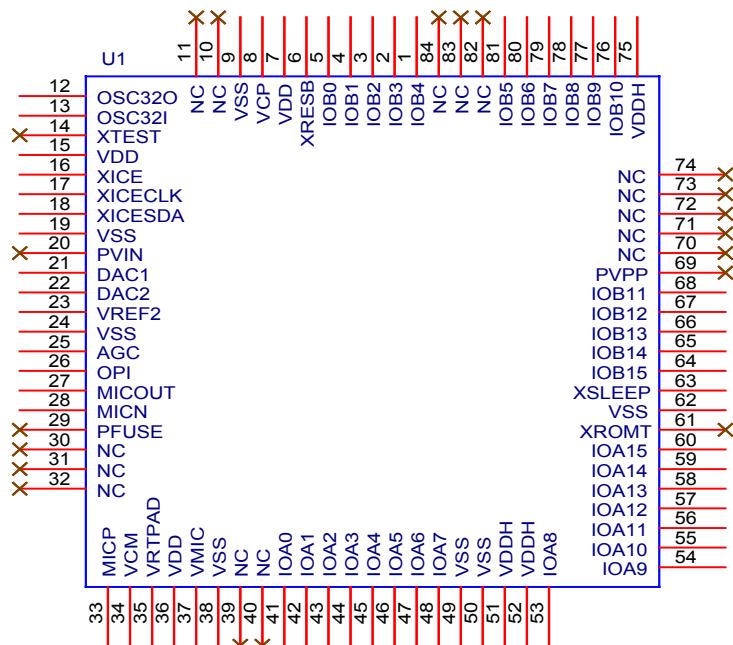 U1
11 10 9 8 7 6 5 4 3 2 1 84 83 82 81 80 79 78 77 76 75
NC NC VSS VCP VDD XRESB IOB0 IOB1 IOB2 IOB3 IOB4 NC NC NC IOB5 IOB6 IOB7 IOB8 IOB9 IOB10 VDDH
12 OSC32O
13 OSC32I
14 XTEST
15 VDD
16 XICE
17 XICECLK
18 XICESDA
19 VSS
20 PVIN
21 DAC1
22 DAC2
23 VREF2
24 VSS
25 AGC
26 OPI
27 MICOUT
28 MICN
29 PFUSE
30 NC
31 NC
32 NC
NC 74
NC 73
NC 72
NC 71
NC 70
PVPP 69
IOB11 68
IOB12 67
IOB13 66
IOB14 65
IOB15 64
XSLEEP 63
VSS 62
XROMT 61
IOA15 60
IOA14 59
IOA13 58
IOA12 57
IOA11 56
IOA10 55
IOA9 54
MICP VCM VRTPAD VDD VMIC VSS NC NC IOA0 IOA1 IOA2 IOA3 IOA4 IOA5 IOA6 IOA7 VSS VSS VDDH VDDH IOA8
33 34 35 36 37 38 39 40 41 42 43 44 45 46 47 48 49 50 51 52 53